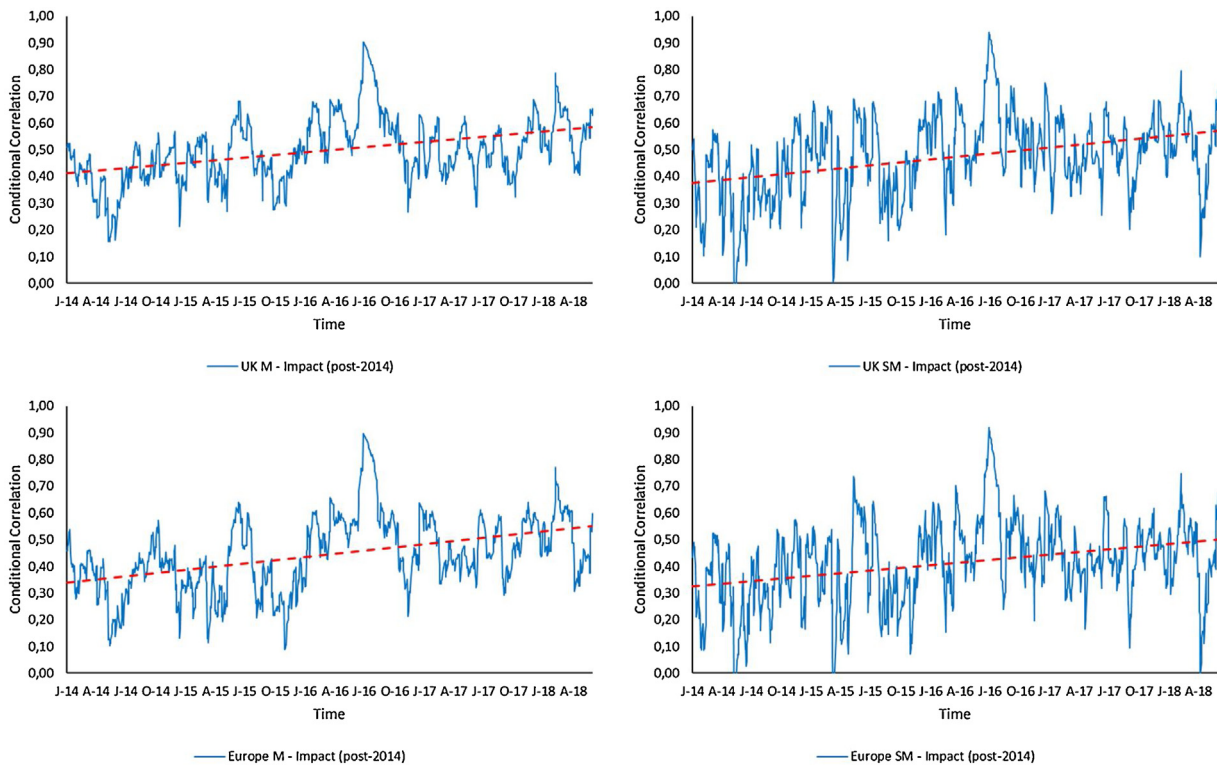 1,00
0,90
0,80
0,70
0,60
0,50
0,40
0,30
0,20
0,10
0,00
Conditional Correlation
J-14 A-14 J-14 O-14 J-15 A-15 J-15 O-15 J-16 A-16 J-16 O-16 J-17 A-17 J-17 O-17 J-18 A-18
Time
UK M - Impact (post-2014)
1,00
0,90
0,80
0,70
0,60
0,50
0,40
0,30
0,20
0,10
0,00
Conditional Correlation
J-14 A-14 J-14 O-14 J-15 A-15 J-15 O-15 J-16 A-16 J-16 O-16 J-17 A-17 J-17 O-17 J-18 A-18
Time
UK SM - Impact (post-2014)
1,00
0,90
0,80
0,70
0,60
0,50
0,40
0,30
0,20
0,10
0,00
Conditional Correlation
J-14 A-14 J-14 O-14 J-15 A-15 J-15 O-15 J-16 A-16 J-16 O-16 J-17 A-17 J-17 O-17 J-18 A-18
Time
Europe M - Impact (post-2014)
1,00
0,90
0,80
0,70
0,60
0,50
0,40
0,30
0,20
0,10
0,00
Conditional Correlation
J-14 A-14 J-14 O-14 J-15 A-15 J-15 O-15 J-16 A-16 J-16 O-16 J-17 A-17 J-17 O-17 J-18 A-18
Time
Europe SM - Impact (post-2014)